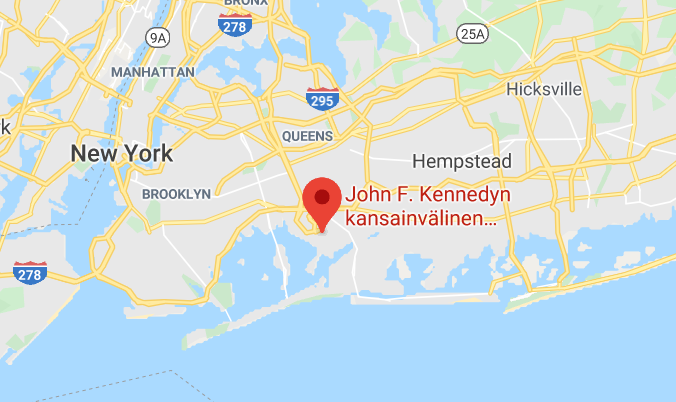 BRONX
278
9A
25A
MANHATTAN
295
Hicksville
k
QUEENS
New York
Hempstead
BROOKLYN
John F. Kennedyn
kansainvälinen...
278